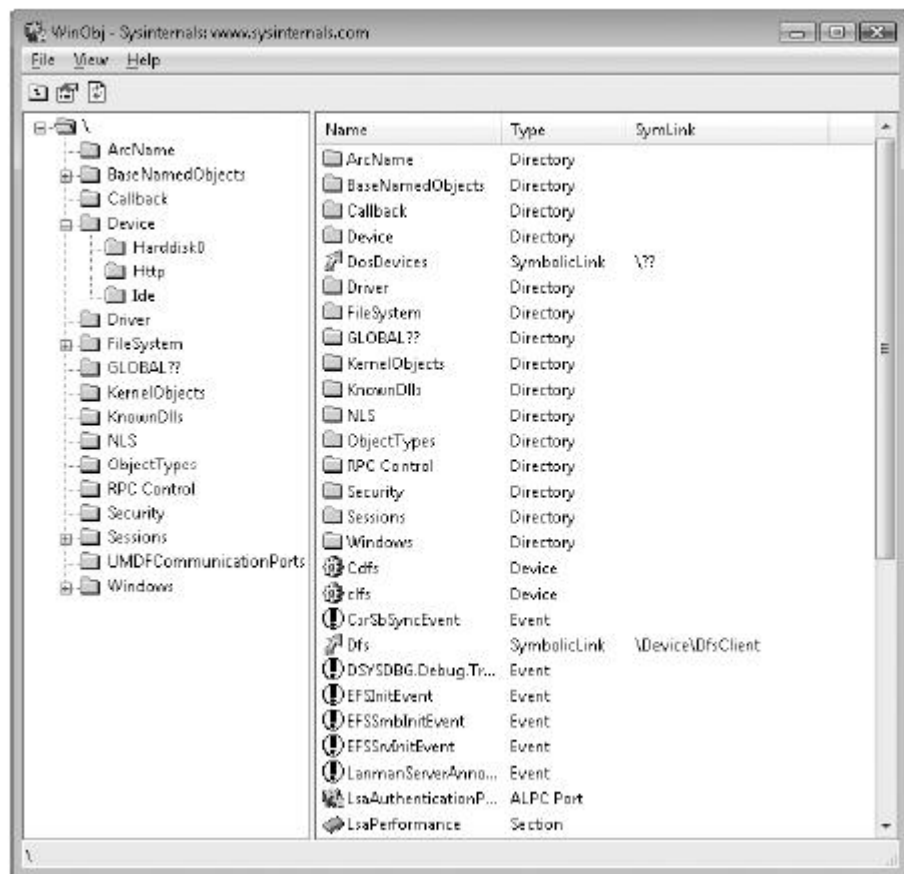 WinObj - Sysinternals: www.sysinternals.com
File View Help
\
ArcName
BaseNamedObjects
Callback
Device
Harddisk0
Http
Ide
Driver
FileSystem
GLOBAL??
KernelObjects
KnownDlls
NLS
ObjectTypes
RPC Control
Security
Sessions
UMDFCommunicationPorts
Windows
Name Type SymLink
ArcName Directory
BaseNamedObjects Directory
Callback Directory
Device Directory
DosDevices SymbolicLink \??
Driver Directory
FileSystem Directory
GLOBAL?? Directory
KernelObjects Directory
KnownDlls Directory
NLS Directory
ObjectTypes Directory
RPC Control Directory
Security Directory
Sessions Directory
Windows Directory
Cdfs Device
clfs Device
CsrSbSyncEvent Event
Dfs SymbolicLink \Device\DfsClient
DSYSDBG.Debug.Tr... Event
EFSInitEvent Event
EFSSmbInitEvent Event
EFSSrvInitEvent Event
LanmanServerAnno... Event
LsaAuthenticationP... ALPC Port
LsaPerformance Section
\